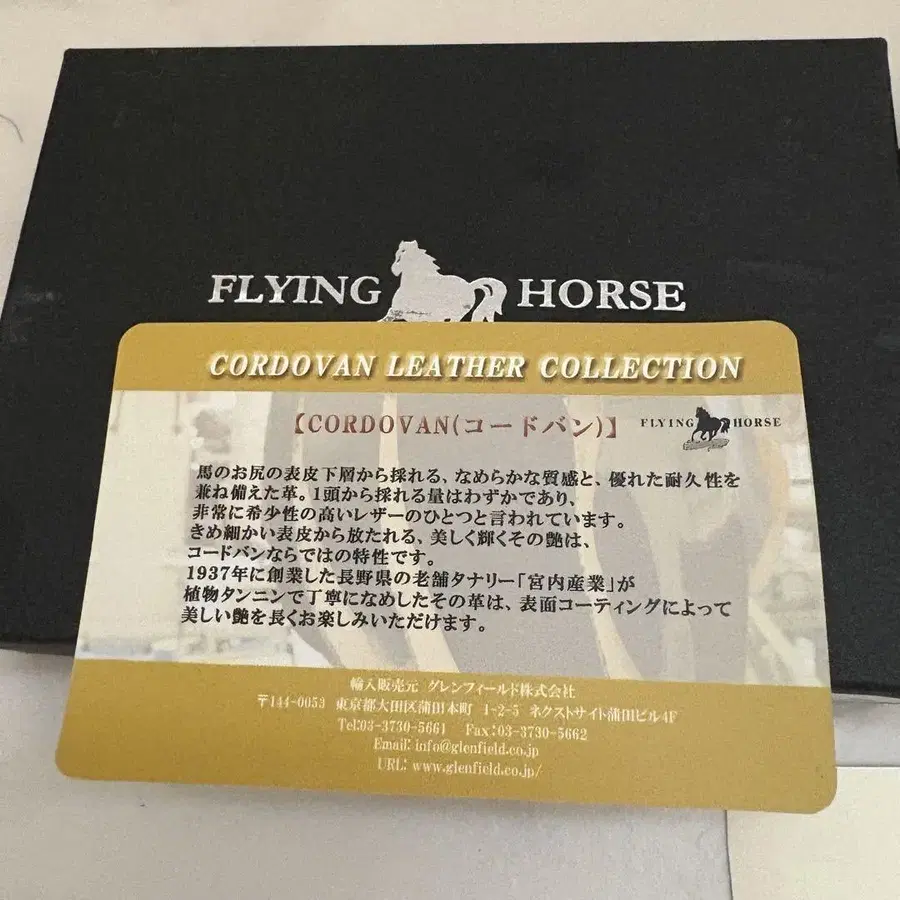 FLYING HORSE
CORDOVAN LEATHER COLLECTION
【CORDOVAN(コードバン)】
FLYING HORSE
馬のお尻の表皮下層から採れる、なめらかな質感と、優れた耐久性を
兼ね備えた革。1頭から採れる量はわずかであり、
非常に希少性の高いレザーのひとつと言われています。
きめ細かい表皮から放たれる、美しく輝くその艶は、
コードバンならではの特性です。
1937年に創業した長野県の老舗タナリー「宮内産業」が
植物タンニンで丁寧になめしたその革は、表面コーティングによって
美しい艶を長くお楽しみいただけます。
輸入販売元 グレンフィールド株式会社
〒144-0053 東京都大田区蒲田本町 1-2-5 ネクストサイト蒲田ビル4F
Tel:03-3730-5661 Fax:03-3730-5662
Email: info@glenfield.co.jp
URL: www.glenfield.co.jp/